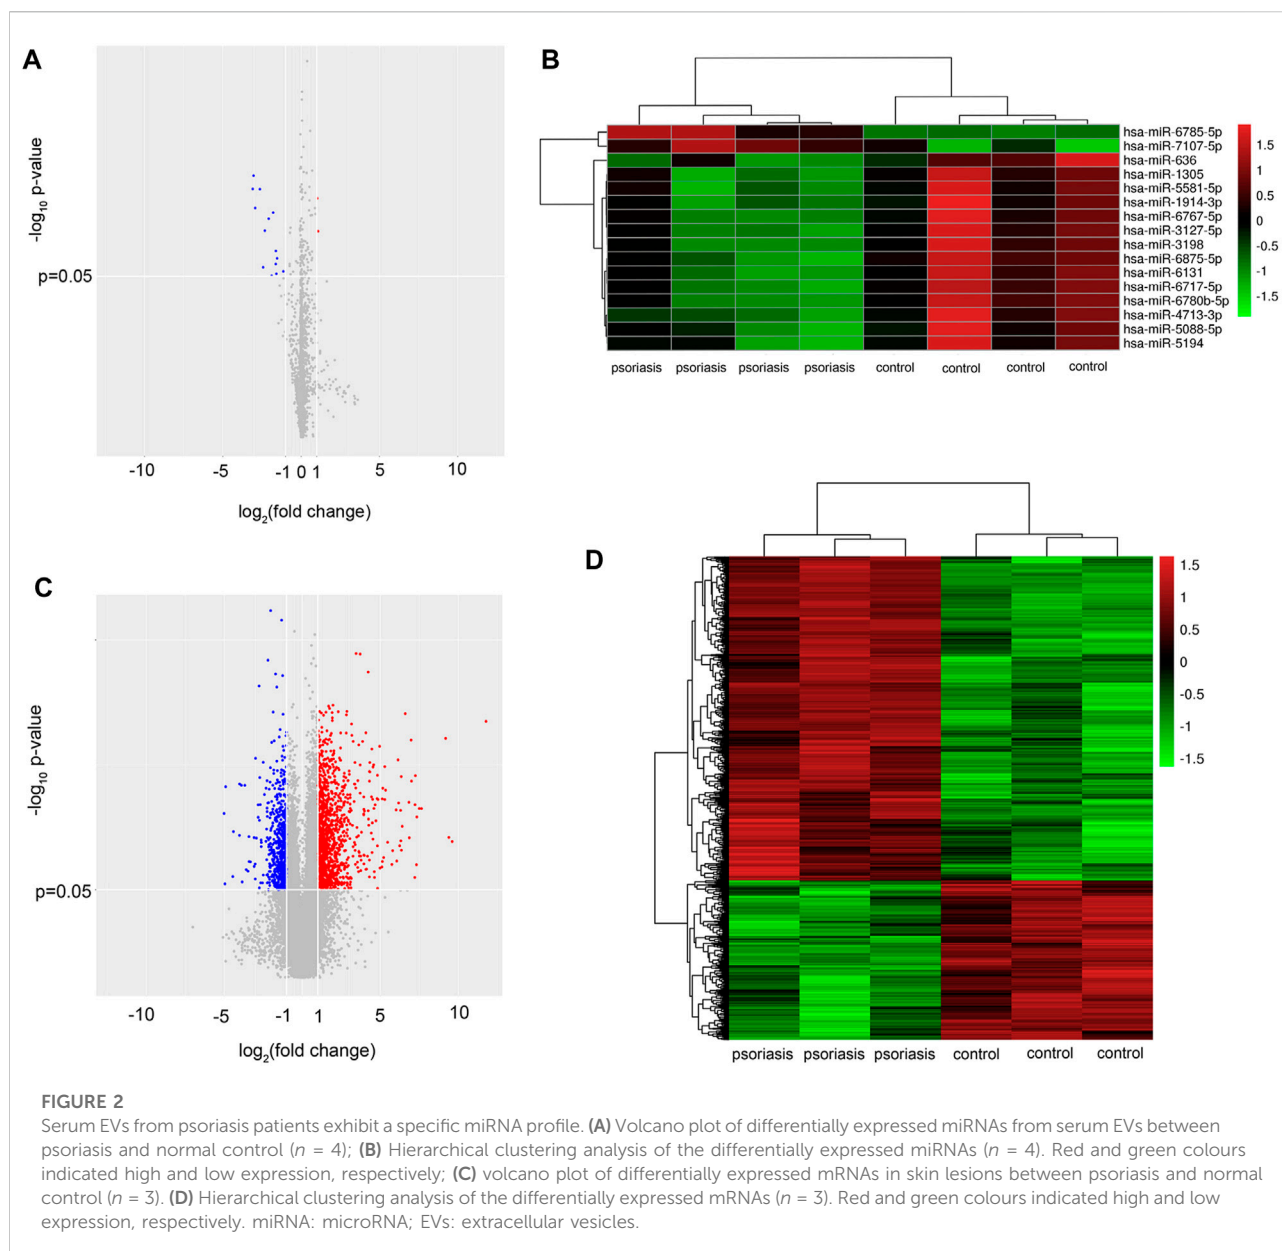 A
-log10 p-value
p=0.05
-10 -5 -1 0 1 5 10
log2(fold change)
B
hsa-miR-6785-5p
hsa-miR-7107-5p
hsa-miR-636
hsa-miR-1305
hsa-miR-5581-5p
hsa-miR-1914-3p
hsa-miR-6767-5p
hsa-miR-3127-5p
hsa-miR-3198
hsa-miR-6875-5p
hsa-miR-6131
hsa-miR-6717-5p
hsa-miR-6780b-5p
hsa-miR-4713-3p
hsa-miR-5088-5p
hsa-miR-5194
1.5
1
0.5
0
-0.5
-1
-1.5
psoriasis psoriasis psoriasis psoriasis control control control control
C
-log10 p-value
p=0.05
-10 -5 -1 1 5 10
log2(fold change)
D
1.5
1
0.5
0
-0.5
-1
-1.5
psoriasis psoriasis psoriasis control control control
FIGURE 2
Serum EVs from psoriasis patients exhibit a specific miRNA profile. (A) Volcano plot of differentially expressed miRNAs from serum EVs between
psoriasis and normal control (n = 4); (B) Hierarchical clustering analysis of the differentially expressed miRNAs (n = 4). Red and green colours
indicated high and low expression, respectively; (C) volcano plot of differentially expressed mRNAs in skin lesions between psoriasis and normal
control (n = 3). (D) Hierarchical clustering analysis of the differentially expressed mRNAs (n = 3). Red and green colours indicated high and low
expression, respectively. miRNA: microRNA; EVs: extracellular vesicles.